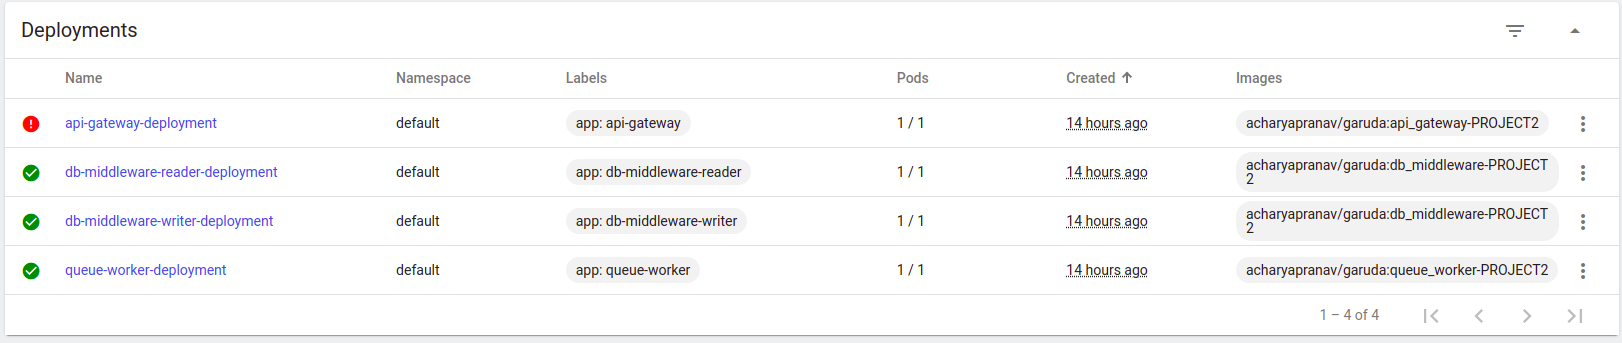 Deployments
Name Namespace Labels Pods Created Images
api-gateway-deployment default app: api-gateway 1 / 1 14 hours ago acharyapranav/garuda:api_gateway-PROJECT2
db-middleware-reader-deployment default app: db-middleware-reader 1 / 1 14 hours ago acharyapranav/garuda:db_middleware-PROJECT
2
db-middleware-writer-deployment default app: db-middleware-writer 1 / 1 14 hours ago acharyapranav/garuda:db_middleware-PROJECT
2
queue-worker-deployment default app: queue-worker 1 / 1 14 hours ago acharyapranav/garuda:queue_worker-PROJECT2
1 – 4 of 4